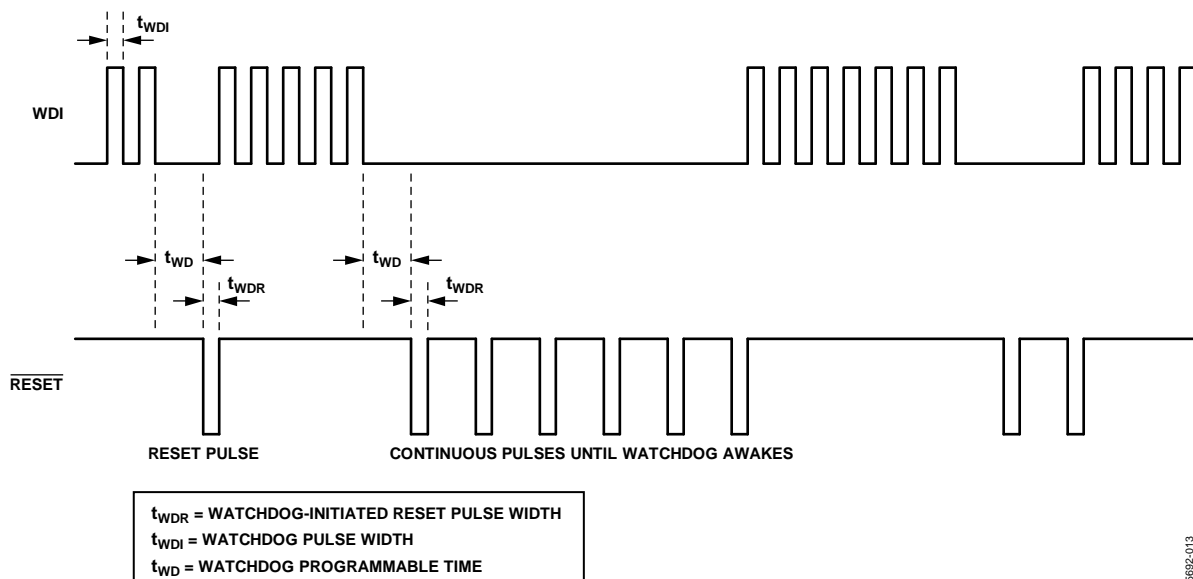 tWDI
WDI
tWD
tWD
tWDR
tWDR
RESET
RESET PULSE
CONTINUOUS PULSES UNTIL WATCHDOG AWAKES
tWDR = WATCHDOG-INITIATED RESET PULSE WIDTH
tWDI = WATCHDOG PULSE WIDTH
tWD = WATCHDOG PROGRAMMABLE TIME